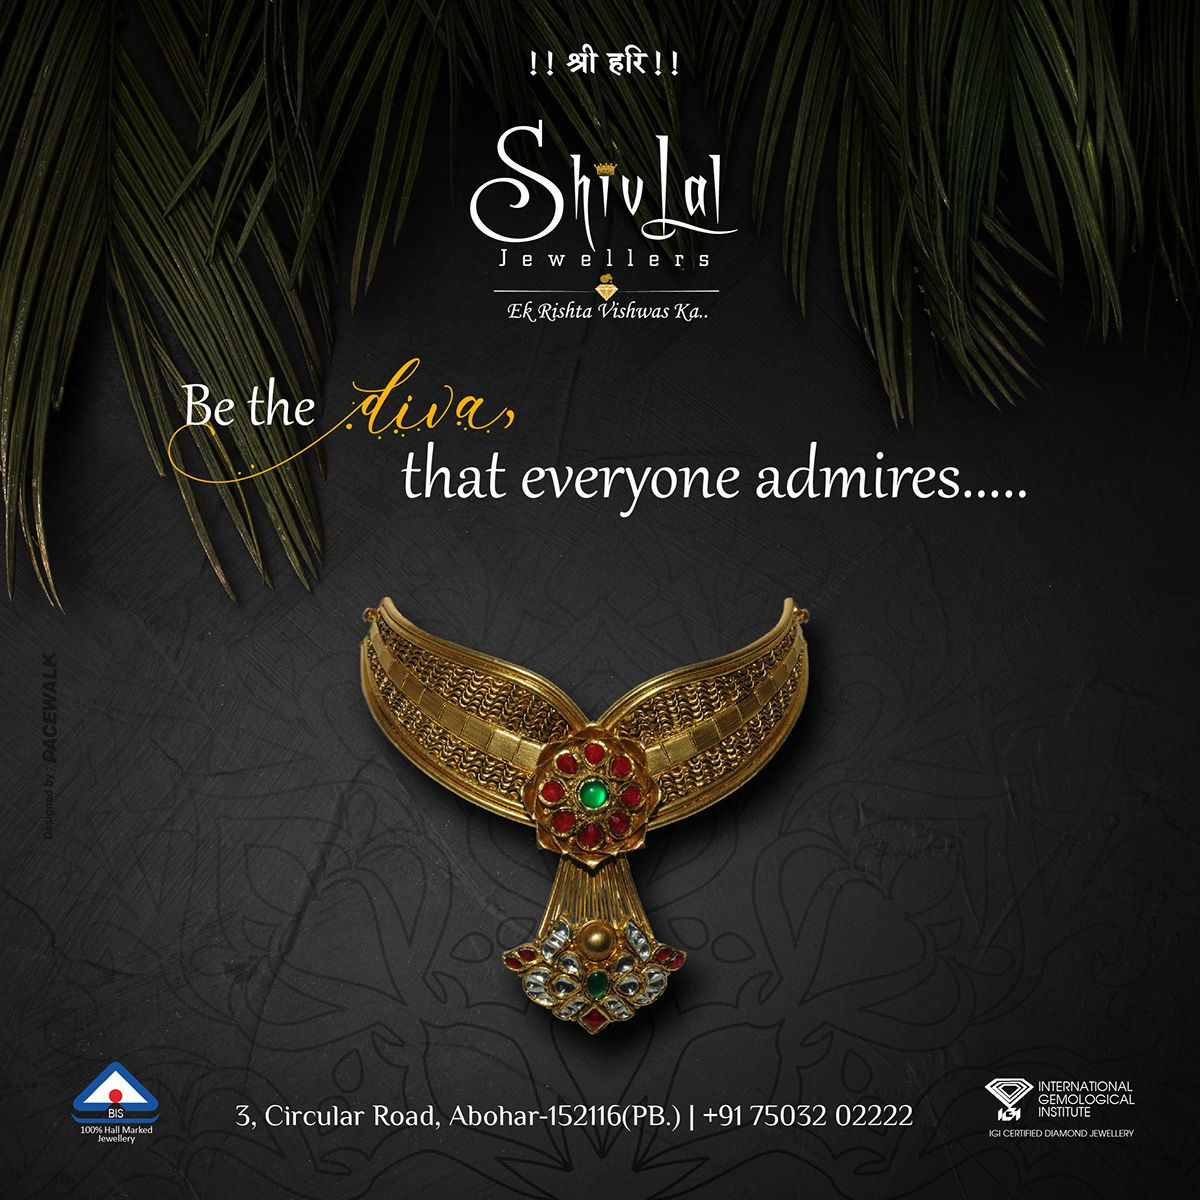 !! श्री हरि !!
ShivLal
Jewellers
Ek Rishta Vishwas Ka..
Be the diva,
that everyone admires.....
Designed by PACEWALK
BIS
100% Hall Marked
Jewellery
3, Circular Road, Abohar-152116(PB.) | +91 75032 02222
IGI
INTERNATIONAL
GEMOLOGICAL
INSTITUTE
IGI CERTIFIED DIAMOND JEWELLERY